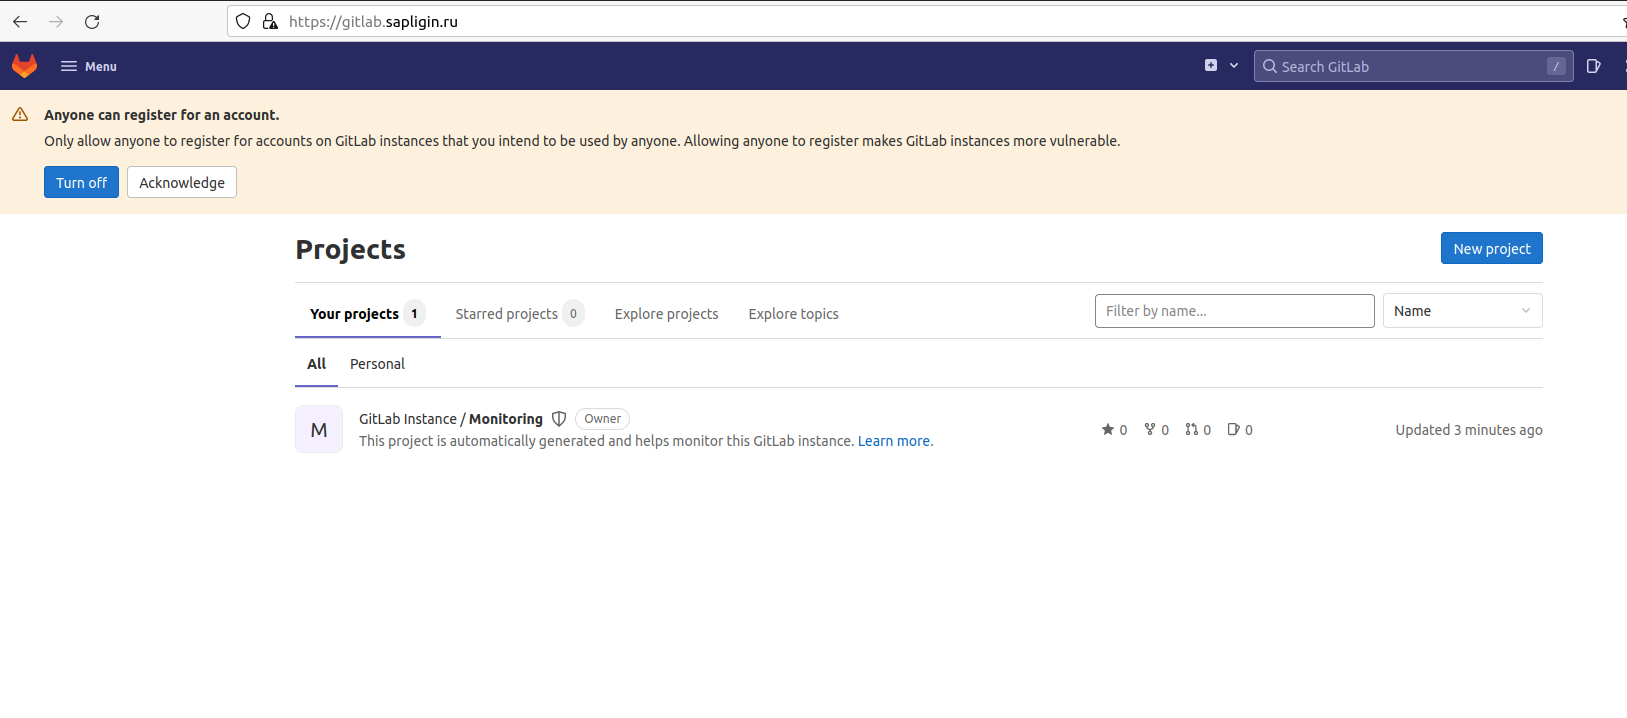 https://gitlab.sapligin.ru
Menu
Search GitLab /
Anyone can register for an account.
Only allow anyone to register for accounts on GitLab instances that you intend to be used by anyone. Allowing anyone to register makes GitLab instances more vulnerable.
Turn off Acknowledge
Projects
New project
Your projects 1 Starred projects 0 Explore projects Explore topics Filter by name... Name
All Personal
M
GitLab Instance / Monitoring Owner
This project is automatically generated and helps monitor this GitLab instance. Learn more.
0 0 0 0 Updated 3 minutes ago